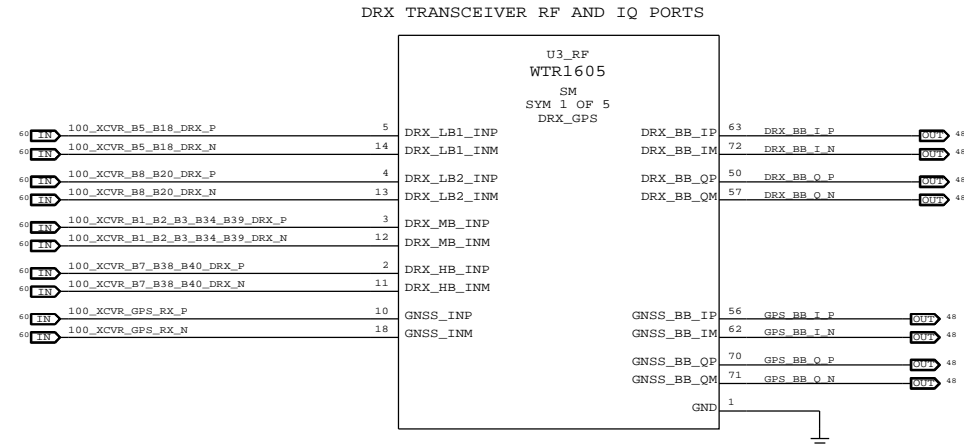 DRX TRANSCEIVER RF AND IQ PORTS
U3_RF
WTR1605
SM
SYM 1 OF 5
DRX_GPS
60 IN 100_XCVR_B5_B18_DRX_P 5 DRX_LB1_INP DRX_BB_IP 63 DRX_BB_I_P OUT 48
60 IN 100_XCVR_B5_B18_DRX_N 14 DRX_LB1_INM DRX_BB_IM 72 DRX_BB_I_N OUT 48
60 IN 100_XCVR_B8_B20_DRX_P 4 DRX_LB2_INP DRX_BB_QP 50 DRX_BB_Q_P OUT 48
60 IN 100_XCVR_B8_B20_DRX_N 13 DRX_LB2_INM DRX_BB_QM 57 DRX_BB_Q_N OUT 48
60 IN 100_XCVR_B1_B2_B3_B34_B39_DRX_P 3 DRX_MB_INP
60 IN 100_XCVR_B1_B2_B3_B34_B39_DRX_N 12 DRX_MB_INM
60 IN 100_XCVR_B7_B38_B40_DRX_P 2 DRX_HB_INP
60 IN 100_XCVR_B7_B38_B40_DRX_N 11 DRX_HB_INM
60 IN 100_XCVR_GPS_RX_P 10 GNSS_INP GNSS_BB_IP 56 GPS_BB_I_P OUT 48
60 IN 100_XCVR_GPS_RX_N 18 GNSS_INM GNSS_BB_IM 62 GPS_BB_I_N OUT 48
GNSS_BB_QP 70 GPS_BB_Q_P OUT 48
GNSS_BB_QM 71 GPS_BB_Q_N OUT 48
GND 1